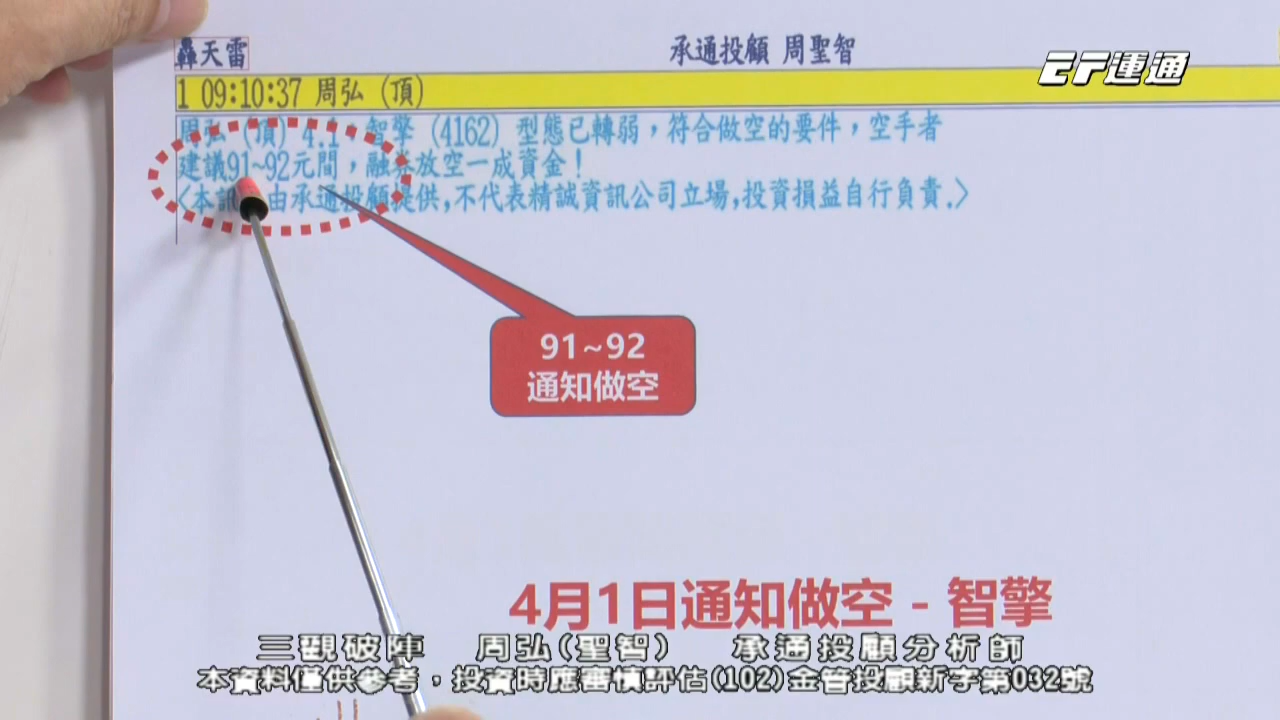 轟天雷
承通投顧 周聖智
EF運通
1 09:10:37 周弘 (頂)
周弘 (頂) 4.1，智擎 (4162) 型態已轉弱，符合做空的要件，空手者
建議91~92元間，融券放空一成資金！
〈本訊 由承通投顧提供,不代表精誠資訊公司立場,投資損益自行負責.〉
91~92
通知做空
4月1日通知做空 - 智擎
三觀破陣 周弘(聖智) 承通投顧分析師
本資料僅供參考，投資時應審慎評估(102)金管投顧新字第032號